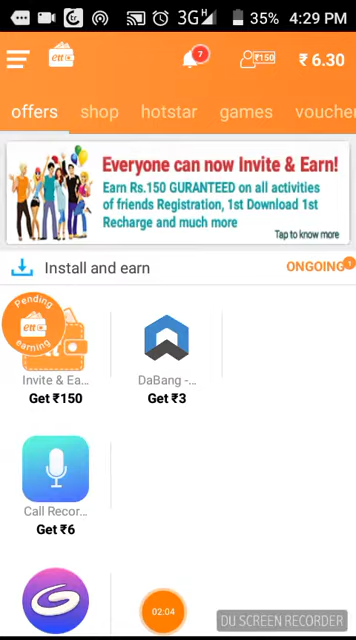 3G 35% 4:29 PM
ett 7 ₹150 ₹ 6.30
offers shop hotstar games voucher
Everyone can now Invite & Earn!
Earn Rs.150 GURANTEED on all activities
of friends Registration, 1st Download 1st
Recharge and much more
Tap to know more
Install and earn ONGOING 1
Pending
ett
earning
Invite & Ea... DaBang -...
Get ₹150 Get ₹3
Call Recor...
Get ₹6
02:04
DU SCREEN RECORDER